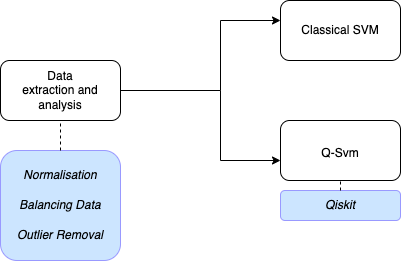 Classical SVM
Data
extraction and
analysis
Q-Svm
Normalisation
Balancing Data
Outlier Removal
Qiskit